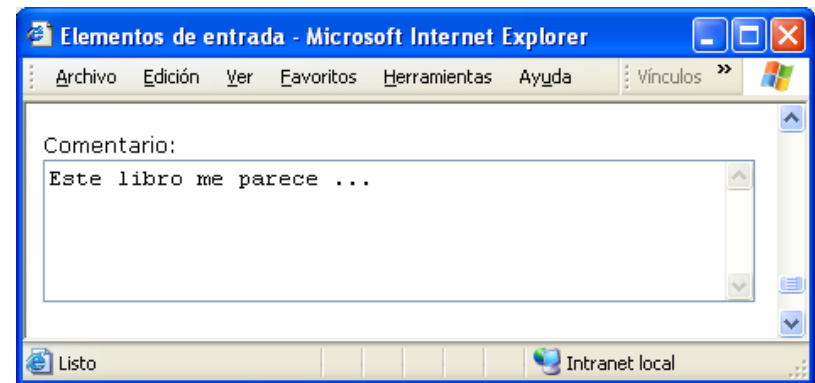 Elementos de entrada - Microsoft Internet Explorer
Archivo Edición Ver Favoritos Herramientas Ayuda Vínculos »
Comentario:
Este libro me parece ...
Listo Intranet local